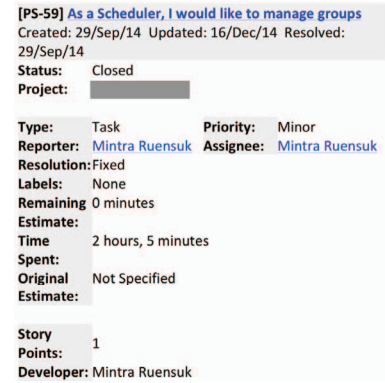 [PS-59] As a Scheduler, I would like to manage groups
Created: 29/Sep/14 Updated: 16/Dec/14 Resolved:
29/Sep/14
Status: Closed
Project:
Type: Task Priority: Minor
Reporter: Mintra Ruensuk Assignee: Mintra Ruensuk
Resolution: Fixed
Labels: None
Remaining 0 minutes
Estimate:
Time 2 hours, 5 minutes
Spent:
Original Not Specified
Estimate:
Story
Points: 1
Developer: Mintra Ruensuk